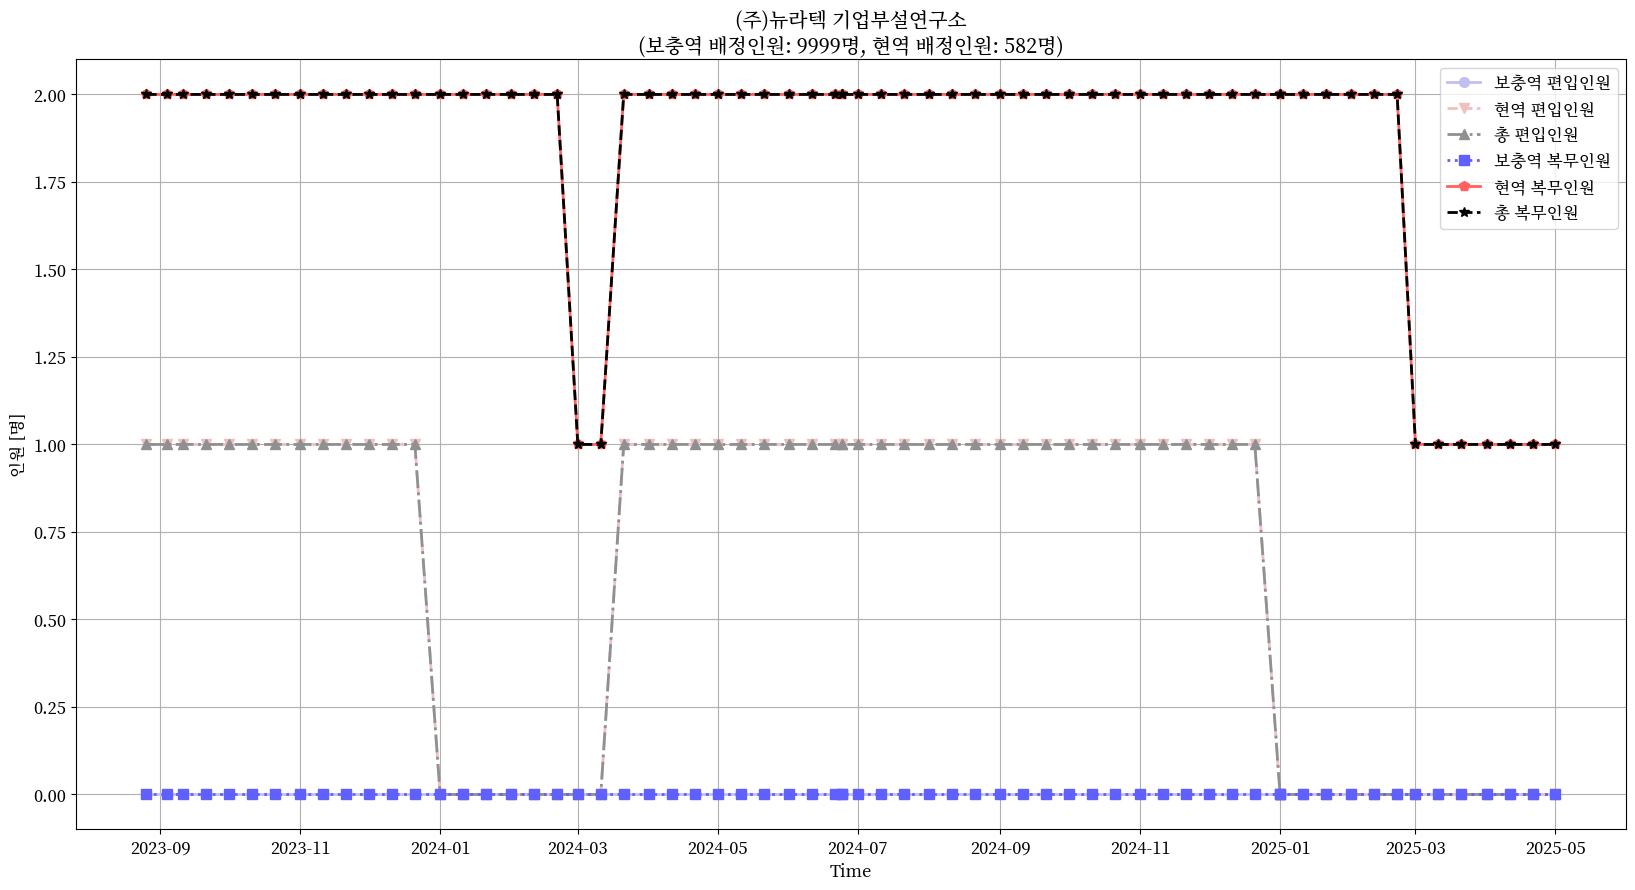 (주)뉴라텍 기업부설연구소
(보충역 배정인원: 9999명, 현역 배정인원: 582명)
보충역 편입인원
현역 편입인원
총 편입인원
보충역 복무인원
현역 복무인원
총 복무인원
2.00
1.75
1.50
1.25
1.00
0.75
0.50
0.25
0.00
인원 [명]
2023-09 2023-11 2024-01 2024-03 2024-05 2024-07 2024-09 2024-11 2025-01 2025-03 2025-05
Time